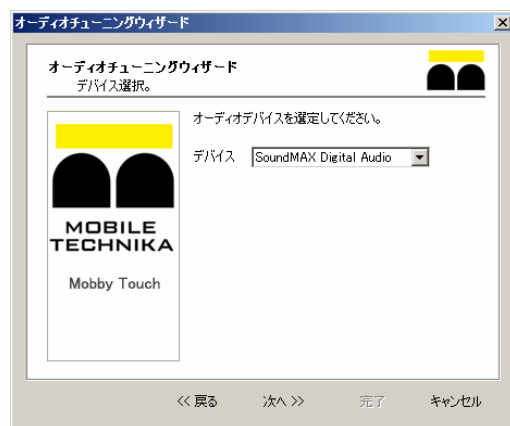 オーディオチューニングウィザード
オーディオチューニングウィザード
デバイス選択。
オーディオデバイスを選定してください。
デバイス SoundMAX Digital Audio
MOBILE
TECHNIKA
Mobby Touch
<< 戻る 次へ >> 完了 キャンセル